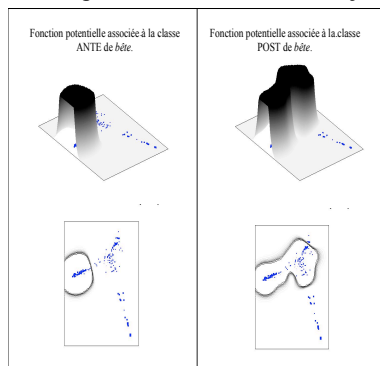 Fonction potentielle associée à la classe
ANTE de bête.
Fonction potentielle associée à la.classe
POST de bête.